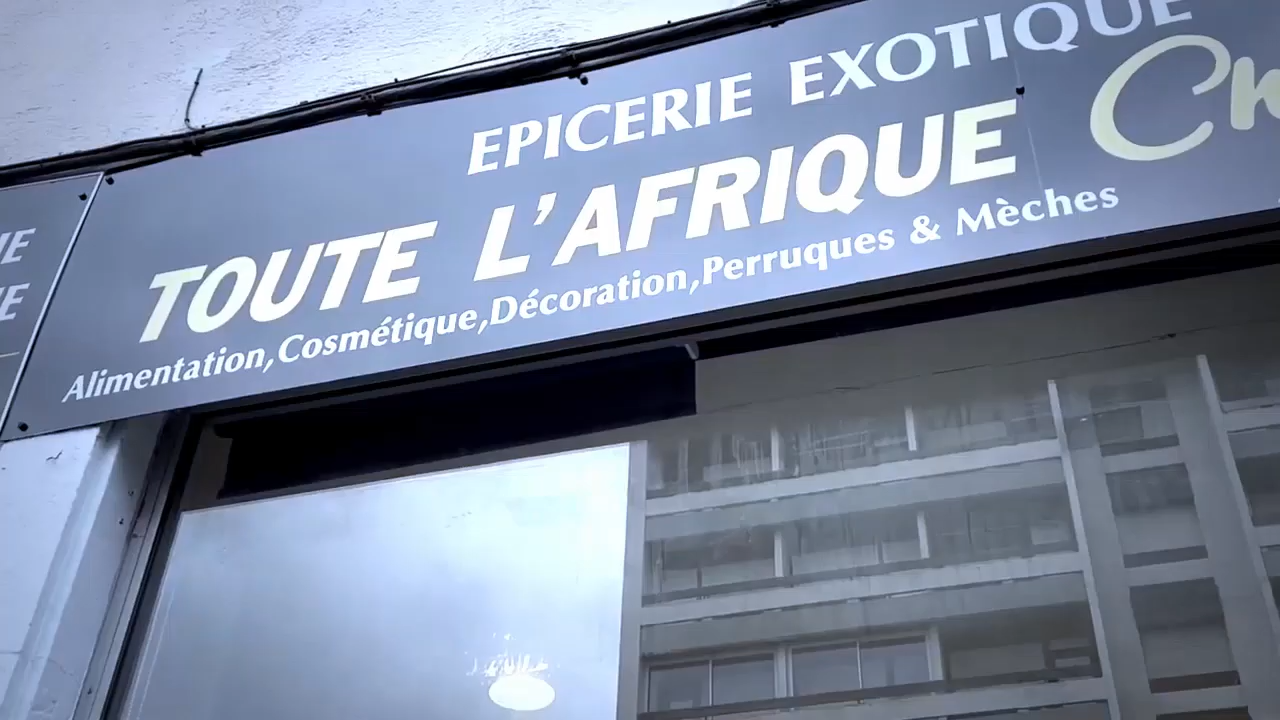 EPICERIE EXOTIQUE
TOUTE L'AFRIQUE
Alimentation,Cosmétique,Décoration,Perruques & Mèches